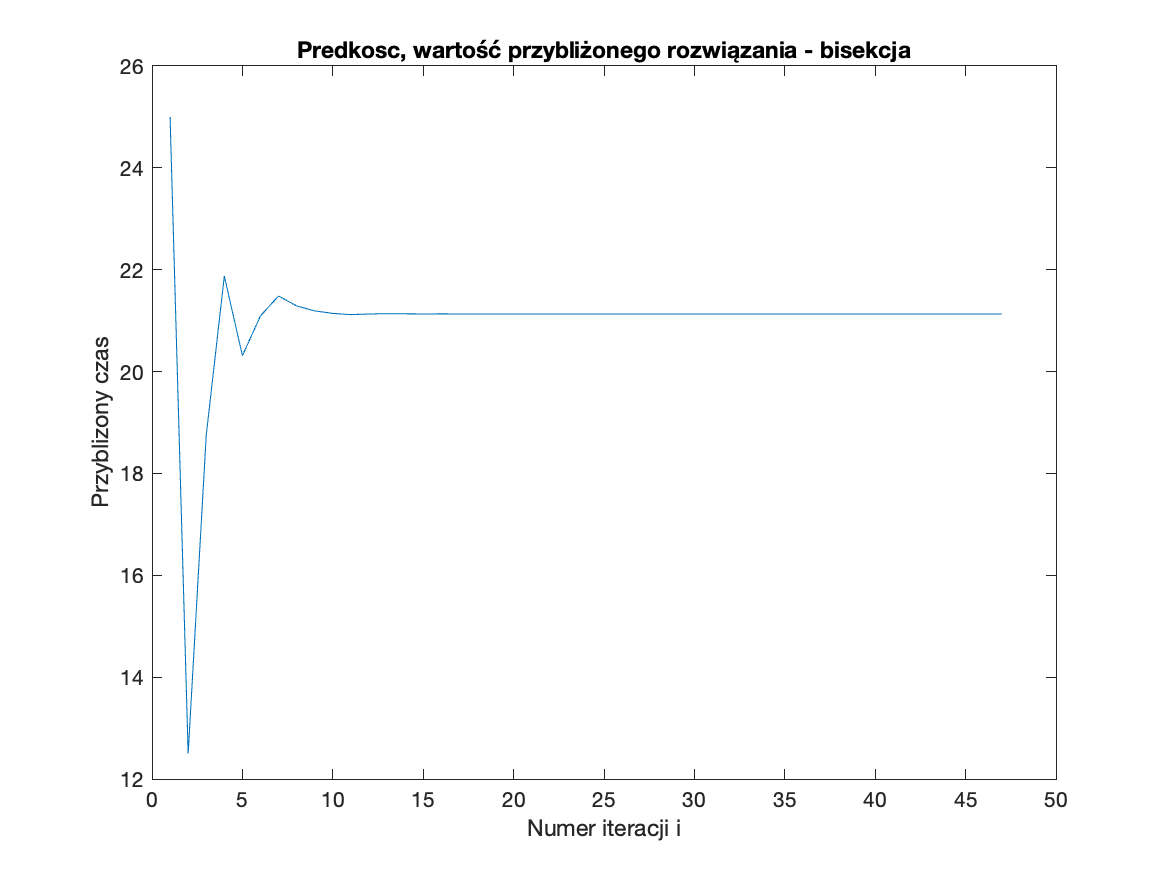 Predkosc, wartość przybliżonego rozwiązania - bisekcja
26
24
22
20
18
16
14
12
Przyblizony czas
0 5 10 15 20 25 30 35 40 45 50
Numer iteracji i